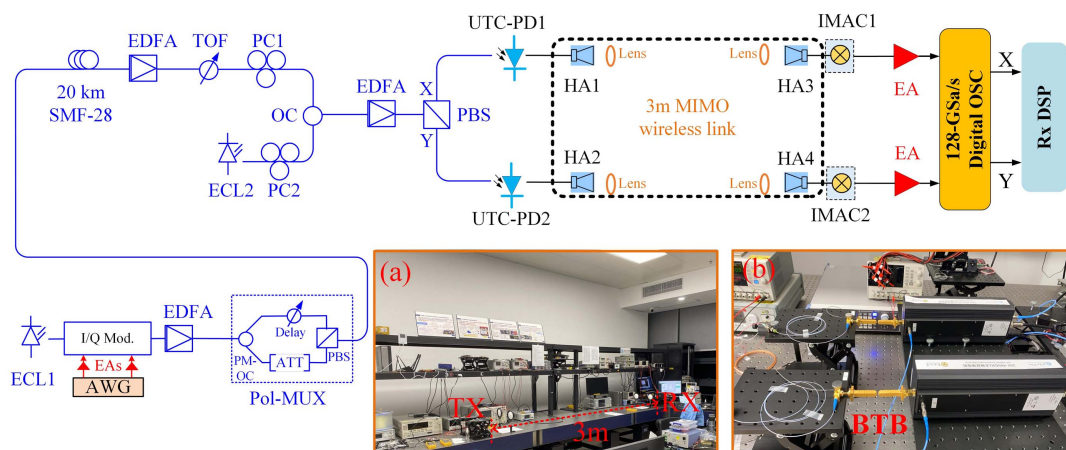 EDFA
TOF
PC1
20 km
SMF-28
OC
ECL2
PC2
EDFA
X
Y
PBS
UTC-PD1
UTC-PD2
HA1
Lens
Lens
HA3
IMAC1
3m MIMO
wireless link
HA2
Lens
Lens
HA4
IMAC2
EA
EA
128-GSa/s
Digital OSC
X
Y
Rx DSP
ECL1
I/Q Mod.
EAs
AWG
EDFA
PM-
OC
Delay
ATT
PBS
Pol-MUX
(a)
TX
RX
3m
(b)
BTB